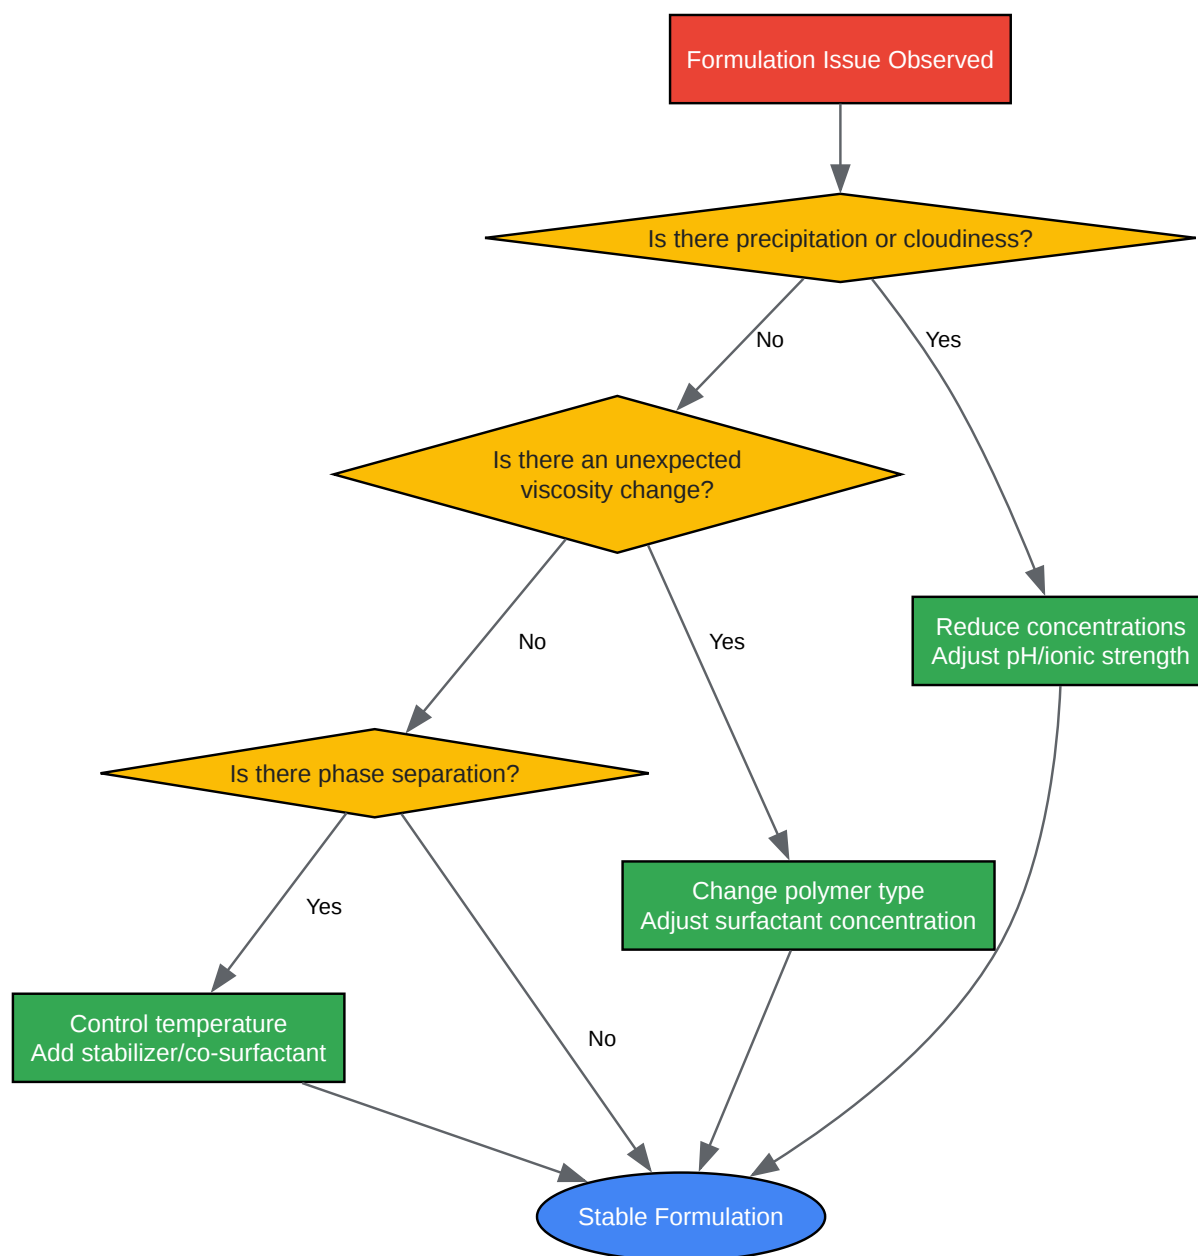 Formulation Issue Observed
Is there precipitation or cloudiness?
No
Yes
Is there an unexpected
viscosity change?
Reduce concentrations
Adjust pH/ionic strength
No
Yes
Is there phase separation?
Change polymer type
Adjust surfactant concentration
Yes
Control temperature
Add stabilizer/co-surfactant
No
Stable Formulation